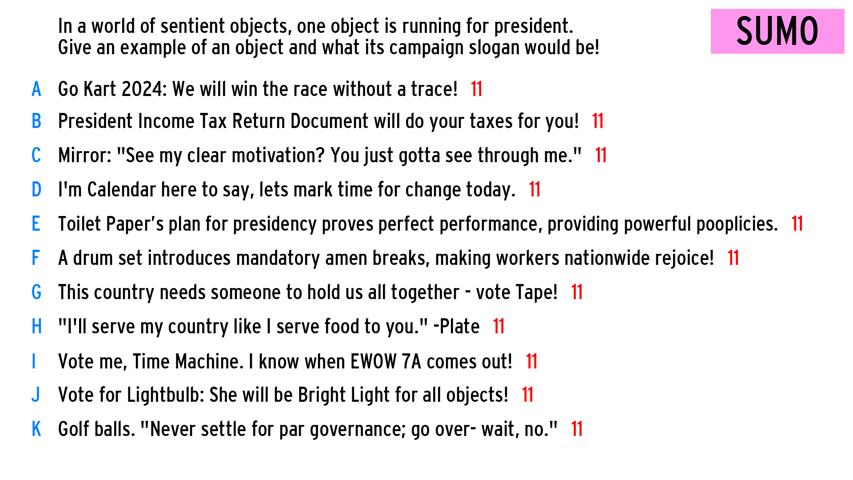 In a world of sentient objects, one object is running for president.
Give an example of an object and what its campaign slogan would be!
SUMO
A Go Kart 2024: We will win the race without a trace! 11
B President Income Tax Return Document will do your taxes for you! 11
C Mirror: "See my clear motivation? You just gotta see through me." 11
D I'm Calendar here to say, lets mark time for change today. 11
E Toilet Paper's plan for presidency proves perfect performance, providing powerful pooplicies. 11
F A drum set introduces mandatory amen breaks, making workers nationwide rejoice! 11
G This country needs someone to hold us all together - vote Tape! 11
H "I'll serve my country like I serve food to you." -Plate 11
I Vote me, Time Machine. I know when EWOW 7A comes out! 11
J Vote for Lightbulb: She will be Bright Light for all objects! 11
K Golf balls. "Never settle for par governance; go over- wait, no." 11